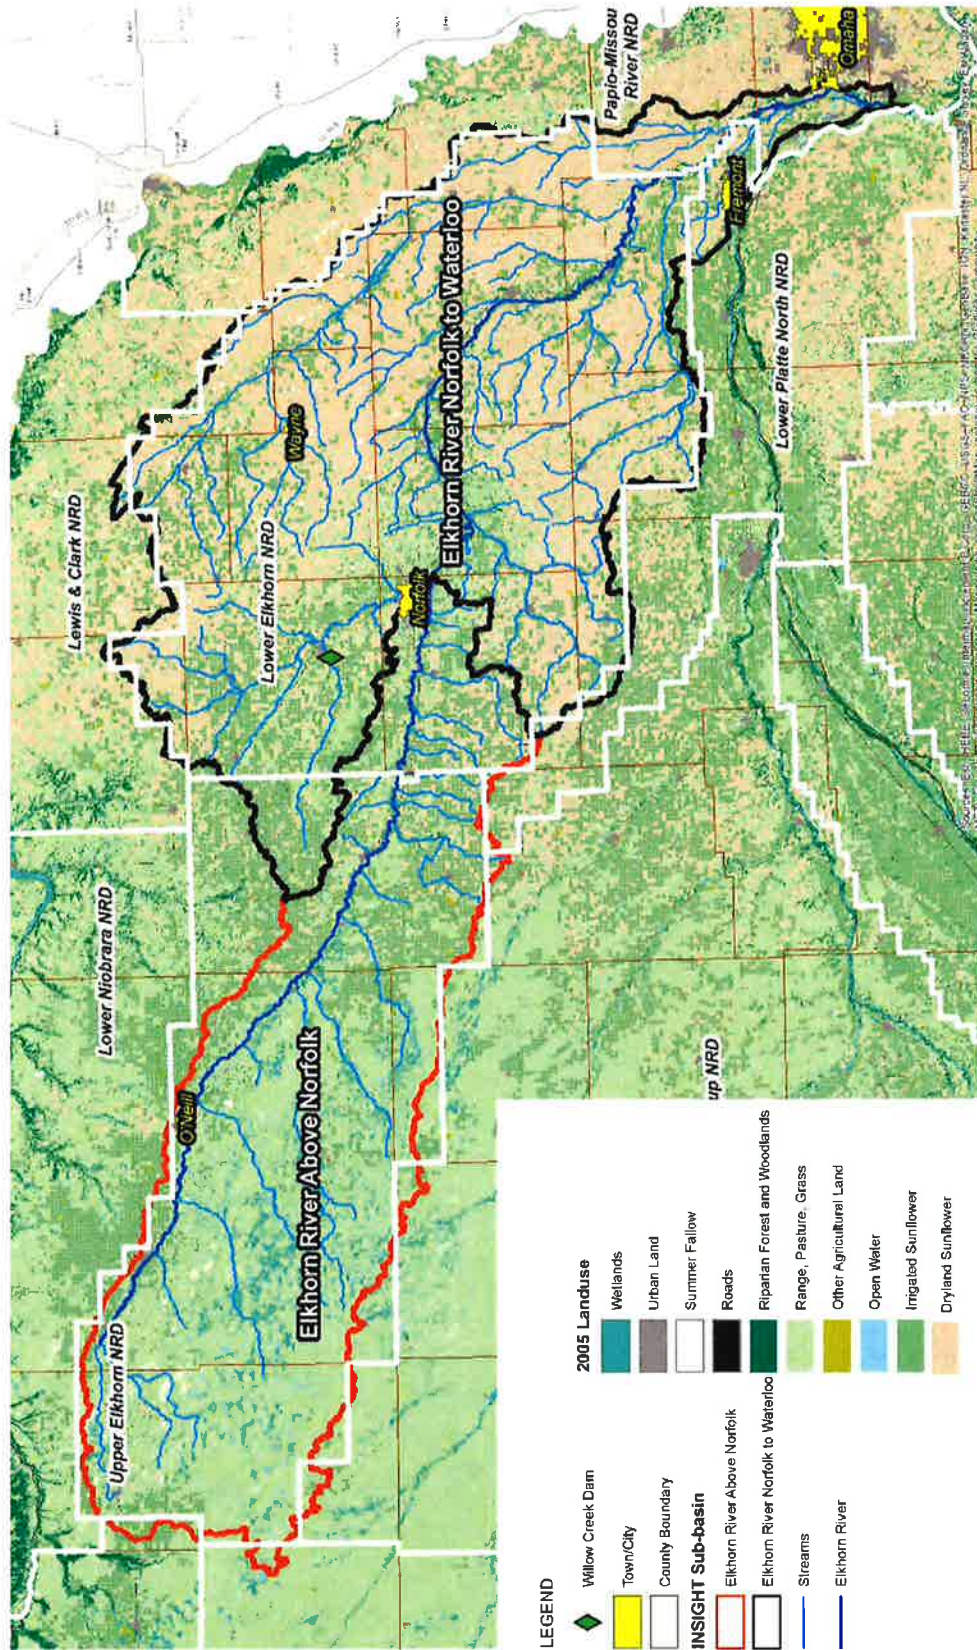 Lewis & Clark NRD
Lower Niobrara NRD
Upper Elkhorn NRD
O'Neill
Lower Elkhorn NRD
Wayne
Norfolk
Elkhorn River Above Norfolk
Elkhorn River Norfolk to Waterloo
Papio-Missou
River NRD
Omaha
Fremont
Lower Platte North NRD
up NRD
LEGEND
Willow Creek Dam
Town/City
County Boundary
INSIGHT Sub-basin
Elkhorn River Above Norfolk
Elkhorn River Norfolk to Waterloo
Streams
Elkhorn River
2005 Landuse
Wetlands
Urban Land
Summer Fallow
Roads
Riparian Forest and Woodlands
Range, Pasture, Grass
Other Agricultural Land
Open Water
Irrigated Sunflower
Dryland Sunflower